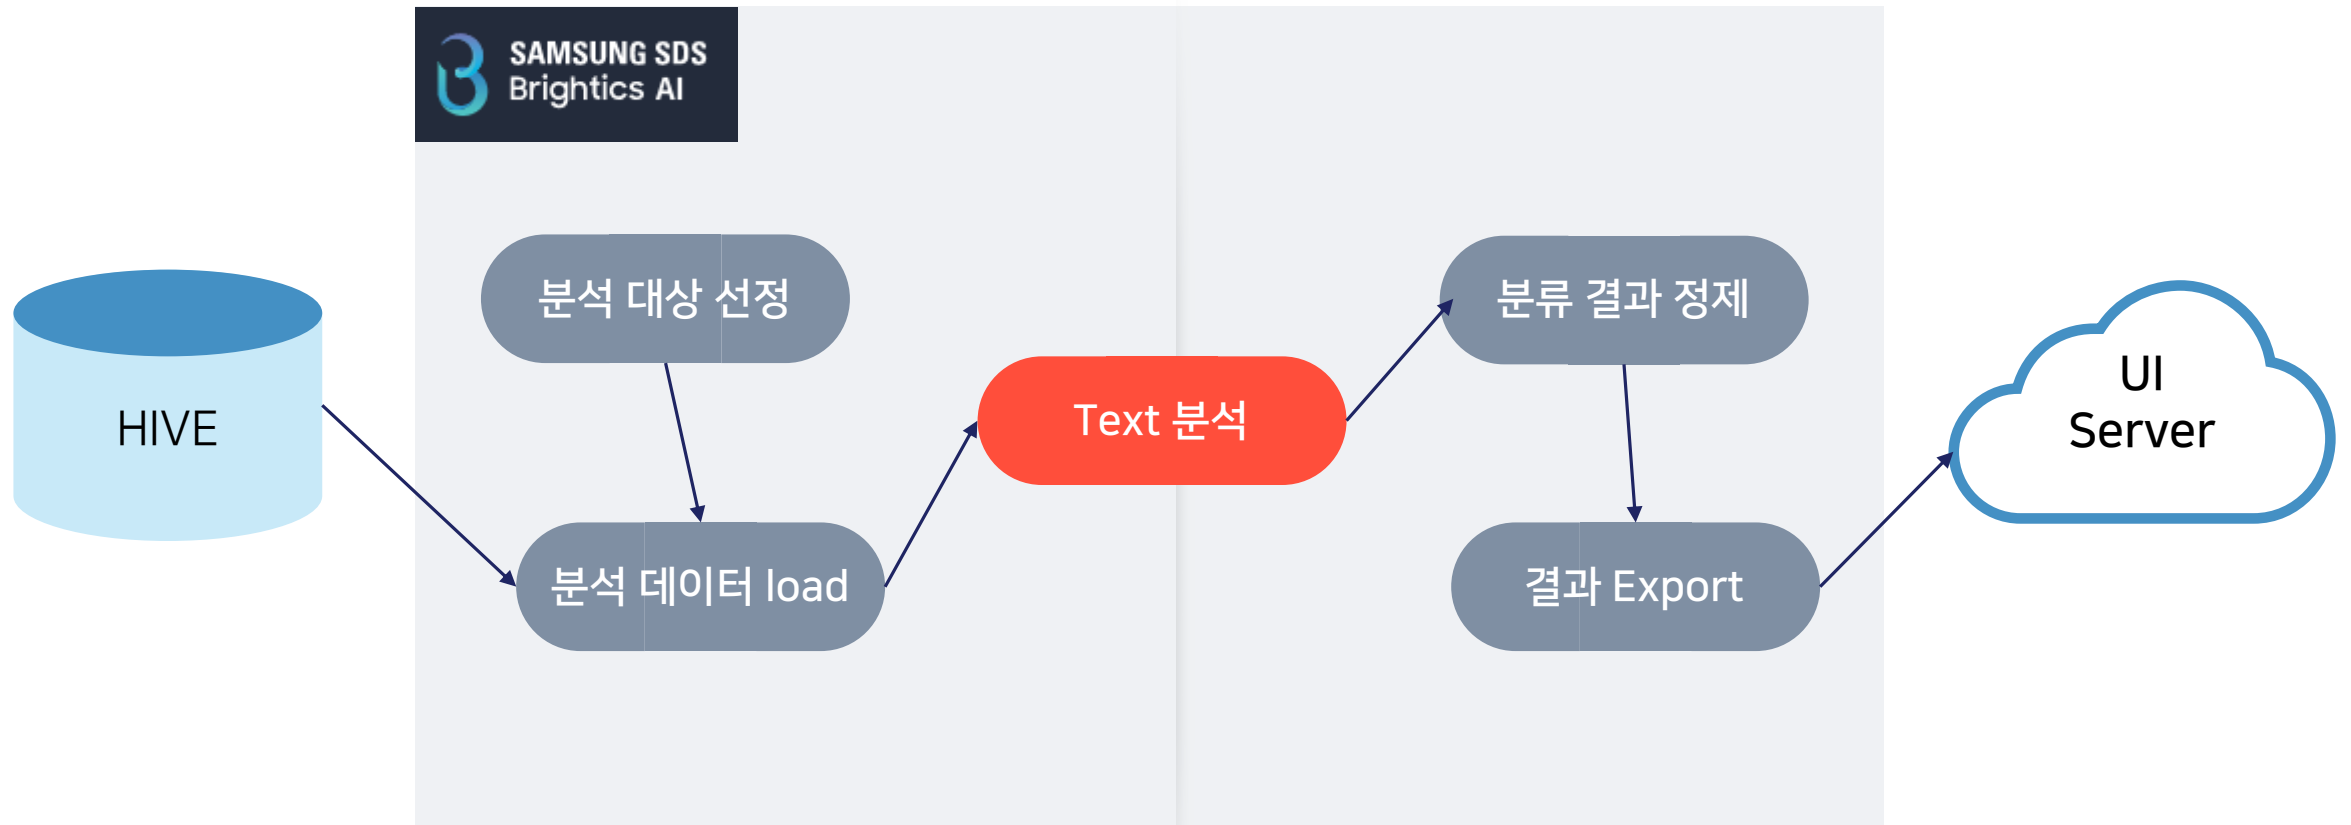 SAMSUNG SDS
Brightics AI
HIVE
분석 대상 선정
분석 데이터 load
Text 분석
분류 결과 정제
결과 Export
UI
Server